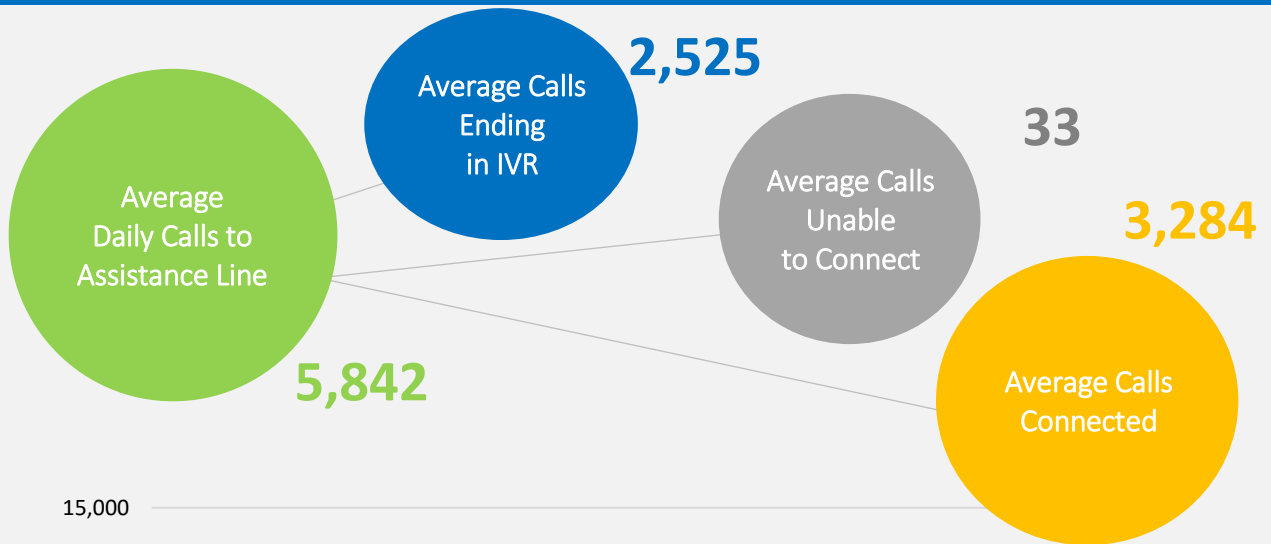 Average
Daily Calls to
Assistance Line
5,842
Average Calls
Ending
in IVR
2,525
Average Calls
Unable
to Connect
33
Average Calls
Connected
3,284
15,000